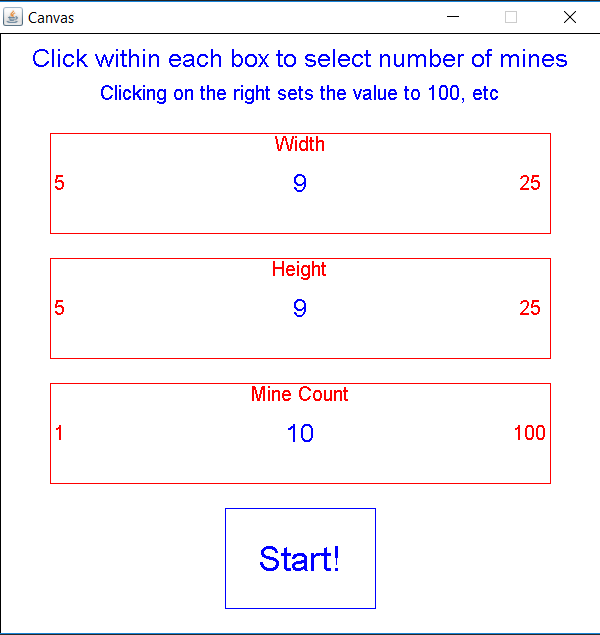 Canvas
Click within each box to select number of mines
Clicking on the right sets the value to 100, etc
Width
5 9 25
Height
5 9 25
Mine Count
1 10 100
Start!